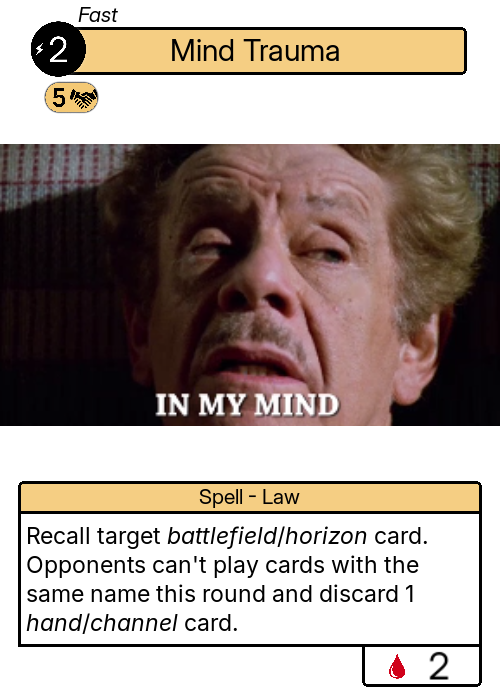 Fast
2
Mind Trauma
5
IN MY MIND
Spell - Law
Recall target battlefield/horizon card.
Opponents can't play cards with the
same name this round and discard 1
hand/channel card.
2